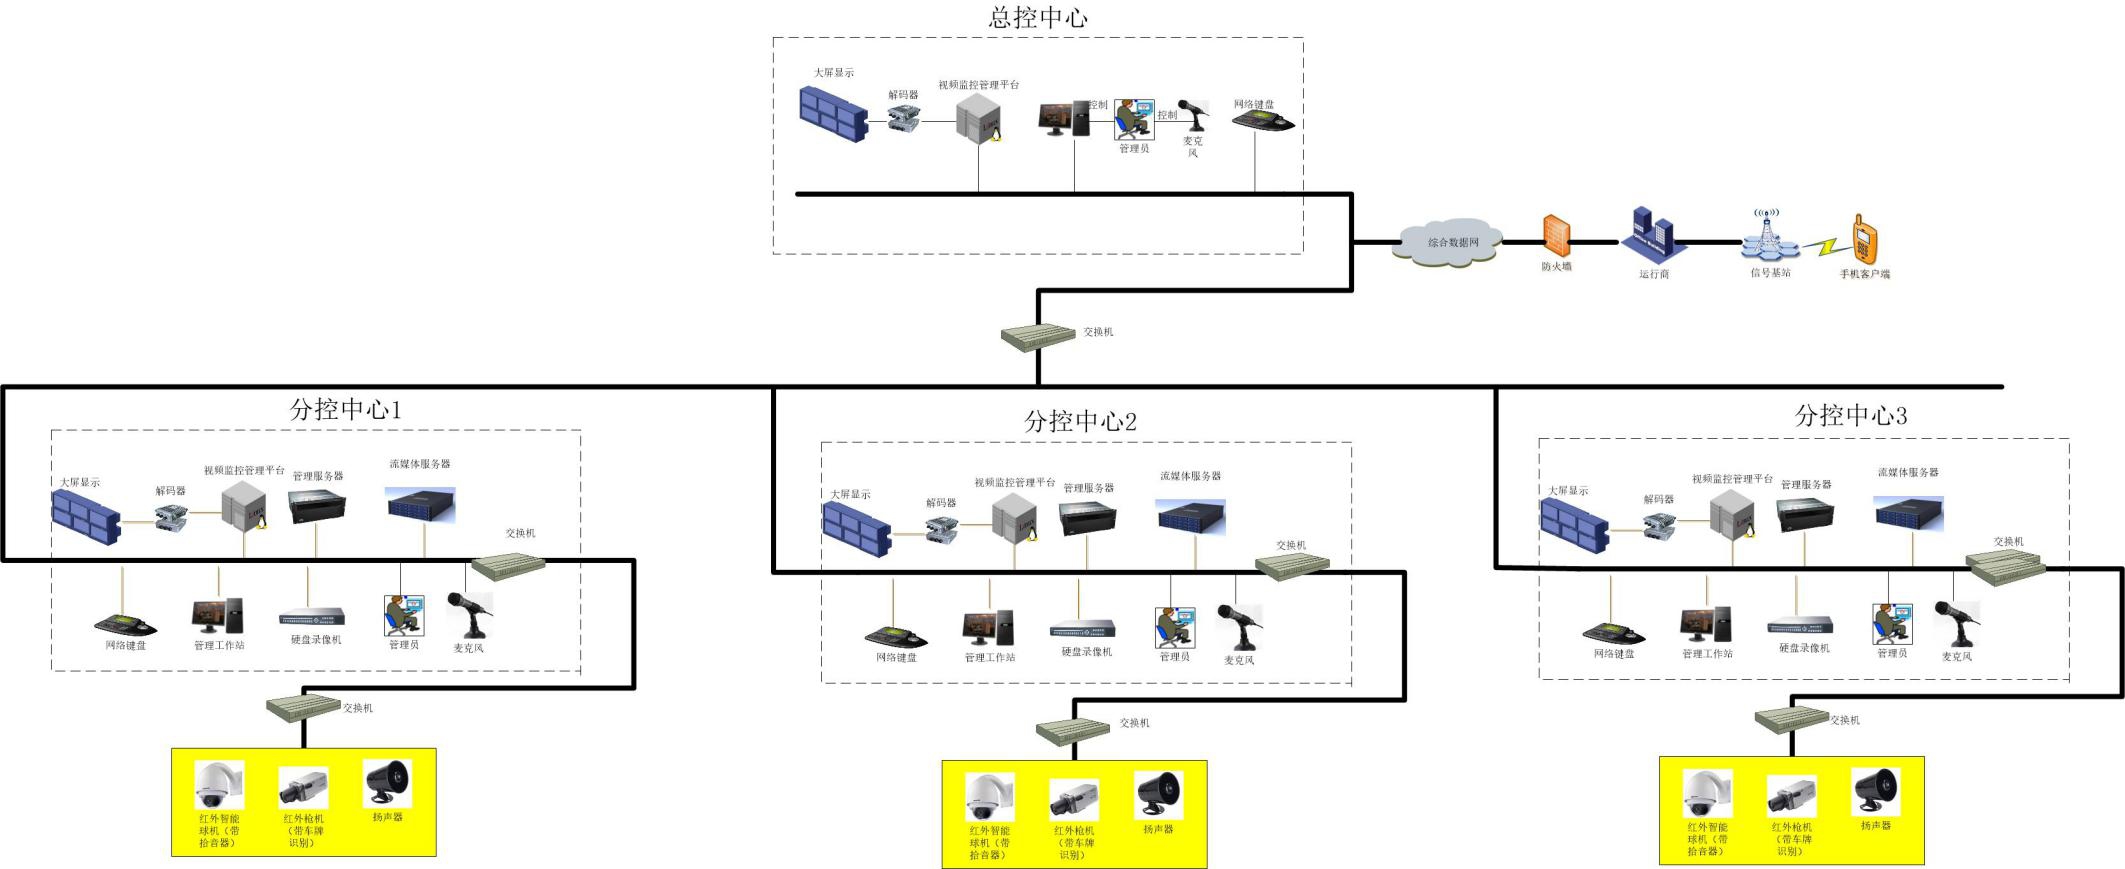 总控中心
大屏显示
解码器
视频监控管理平台
控制
管理员
控制
麦克
风
网络键盘
综合数据网
防火墙
运行商
信号基站
手机客户端
交换机
分控中心1
大屏显示
解码器
视频监控管理平台
管理服务器
流媒体服务器
交换机
网络键盘
管理工作站
硬盘录像机
管理员
麦克风
交换机
红外智能
球机（带
拾音器）
红外枪机
（带车牌
识别）
扬声器
分控中心2
大屏显示
解码器
视频监控管理平台
管理服务器
流媒体服务器
交换机
网络键盘
管理工作站
硬盘录像机
管理员
麦克风
交换机
红外智能
球机（带
拾音器）
红外枪机
（带车牌
识别）
扬声器
分控中心3
大屏显示
解码器
视频监控管理平台
管理服务器
流媒体服务器
交换机
网络键盘
管理工作站
硬盘录像机
管理员
麦克风
交换机
红外智能
球机（带
拾音器）
红外枪机
（带车牌
识别）
扬声器